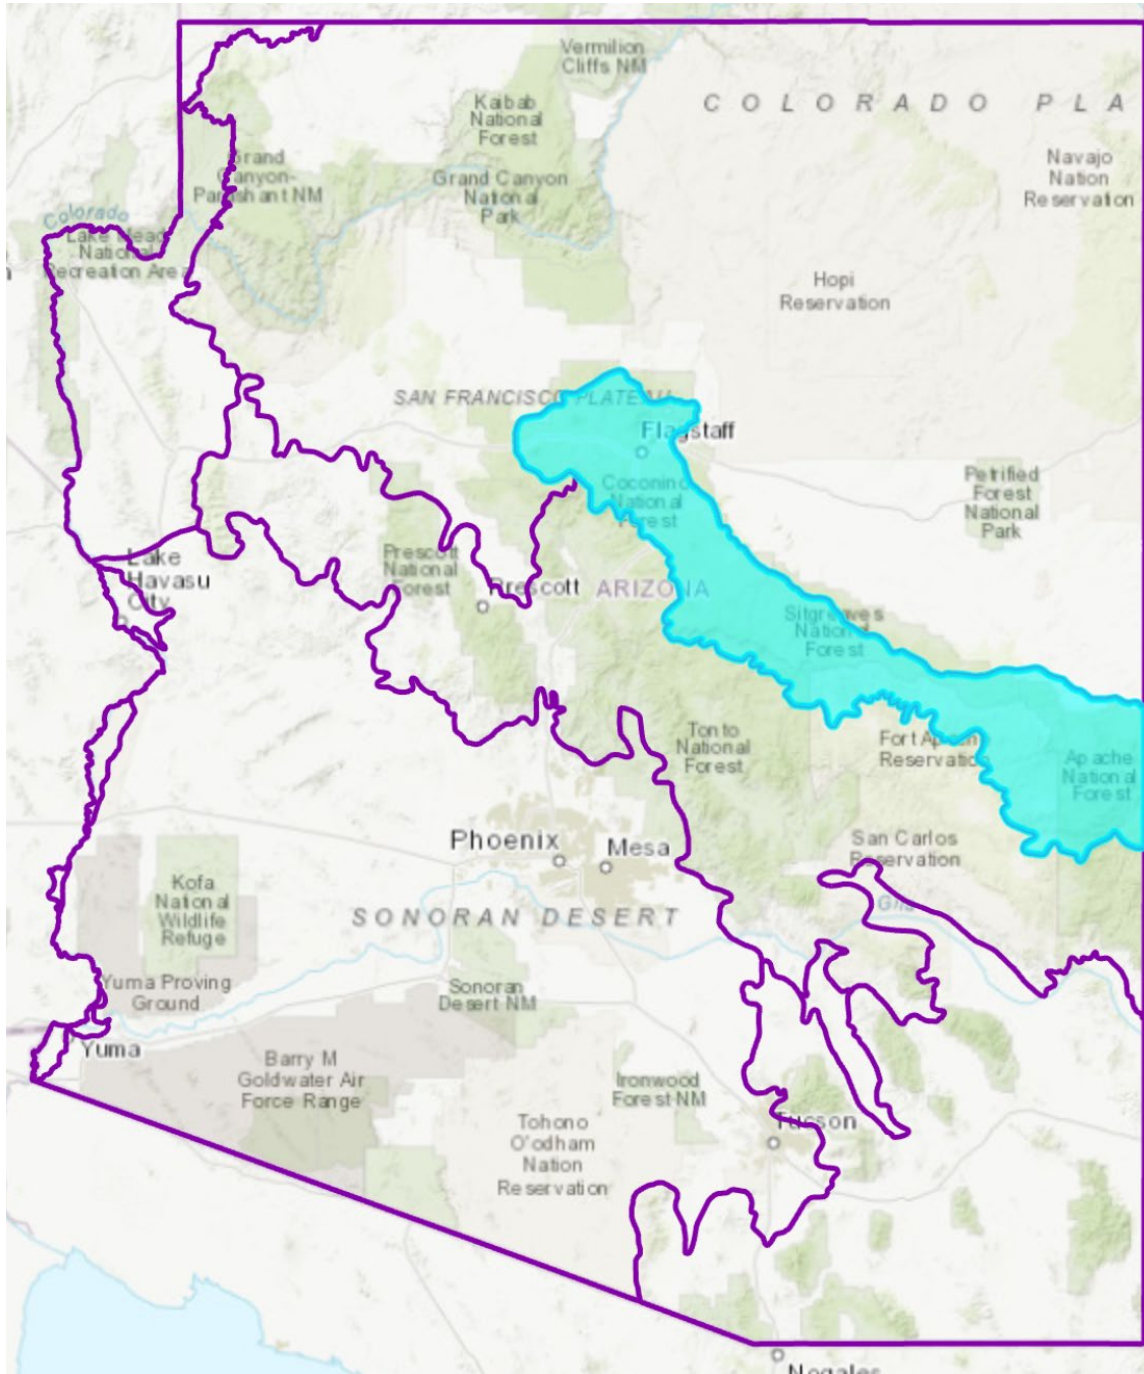 Vermilion
Cliffs NM
COLORADO PLA
Kaibab
National
Forest
Grand
Canyon-
Parashant NM
Grand Canyon
National
Park
Navajo
Nation
Reservation
Colorado
Lake Mead
National
Recreation Area
Hopi
Reservation
SAN FRANCISCO PLATEAU
Flagstaff
Coconino
National
Forest
Petrified
Forest
National
Park
Lake
Havasu
City
Prescott
National
Forest
Prescott
ARIZONA
Sitgreaves
National
Forest
Tonto
National
Forest
Fort Apache
Reservation
Apache
National
Forest
Phoenix
Mesa
San Carlos
Reservation
Kofa
National
Wildlife
Refuge
SONORAN DESERT
Gila
Yuma Proving
Ground
Sonoran
Desert NM
Yuma
Barry M
Goldwater Air
Force Range
Ironwood
Forest NM
Tohono
O'odham
Nation
Reservation
Tucson
Nogales